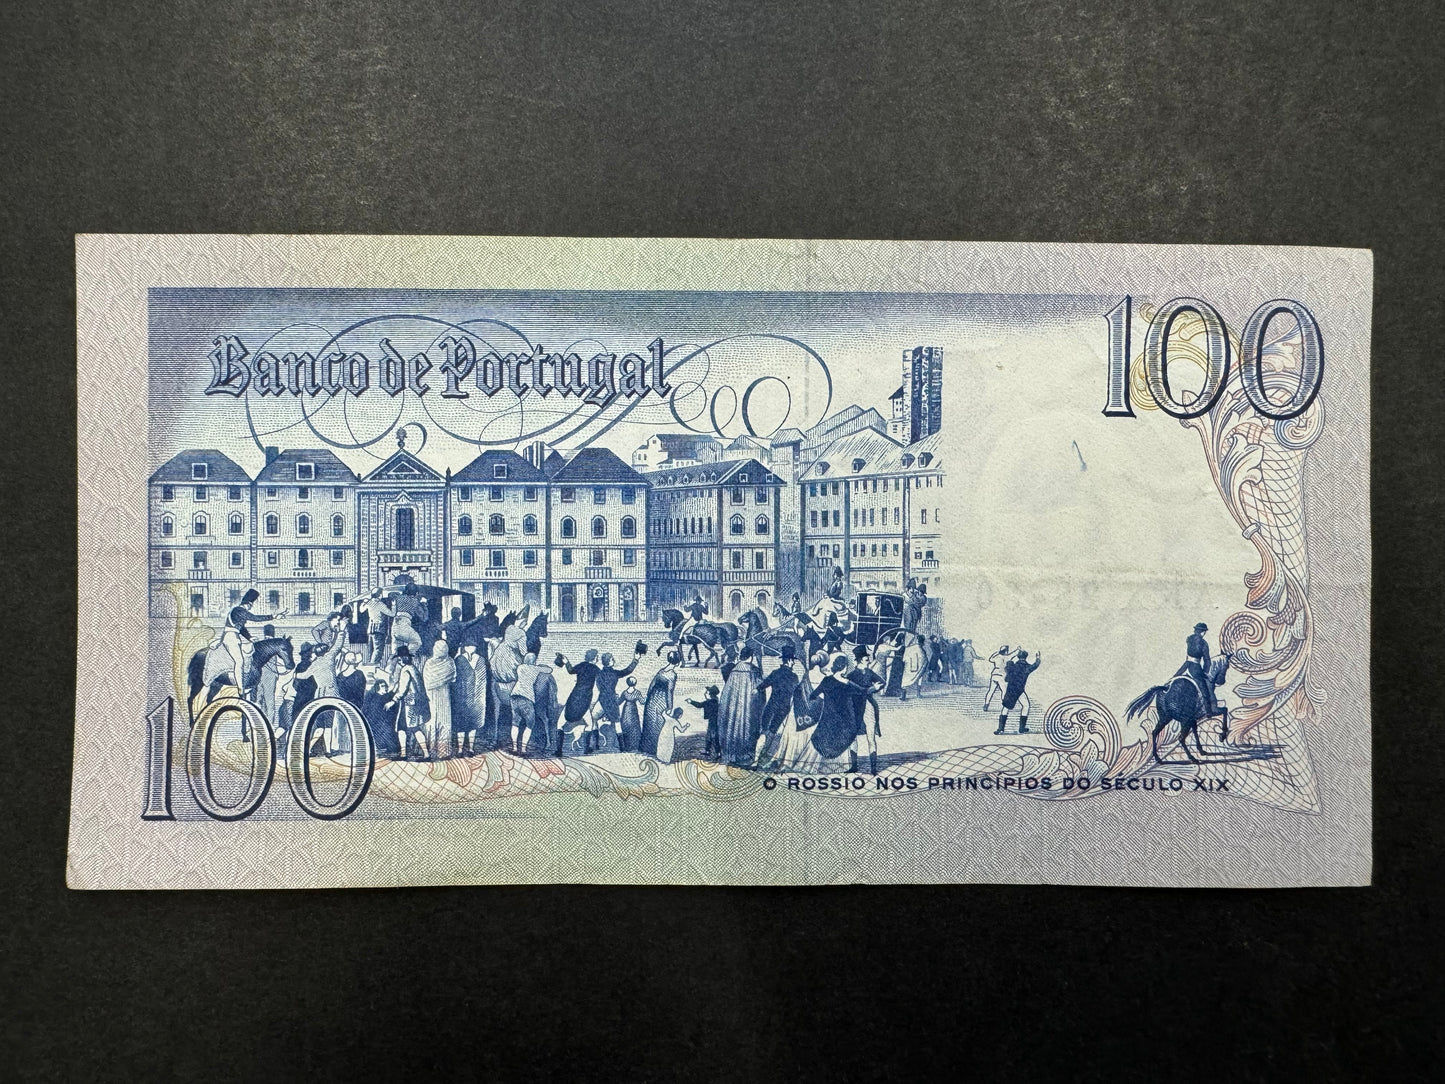 Banco de Portugal
100
100
O ROSSIO NOS PRINCÍPIOS DO SÉCULO XIX